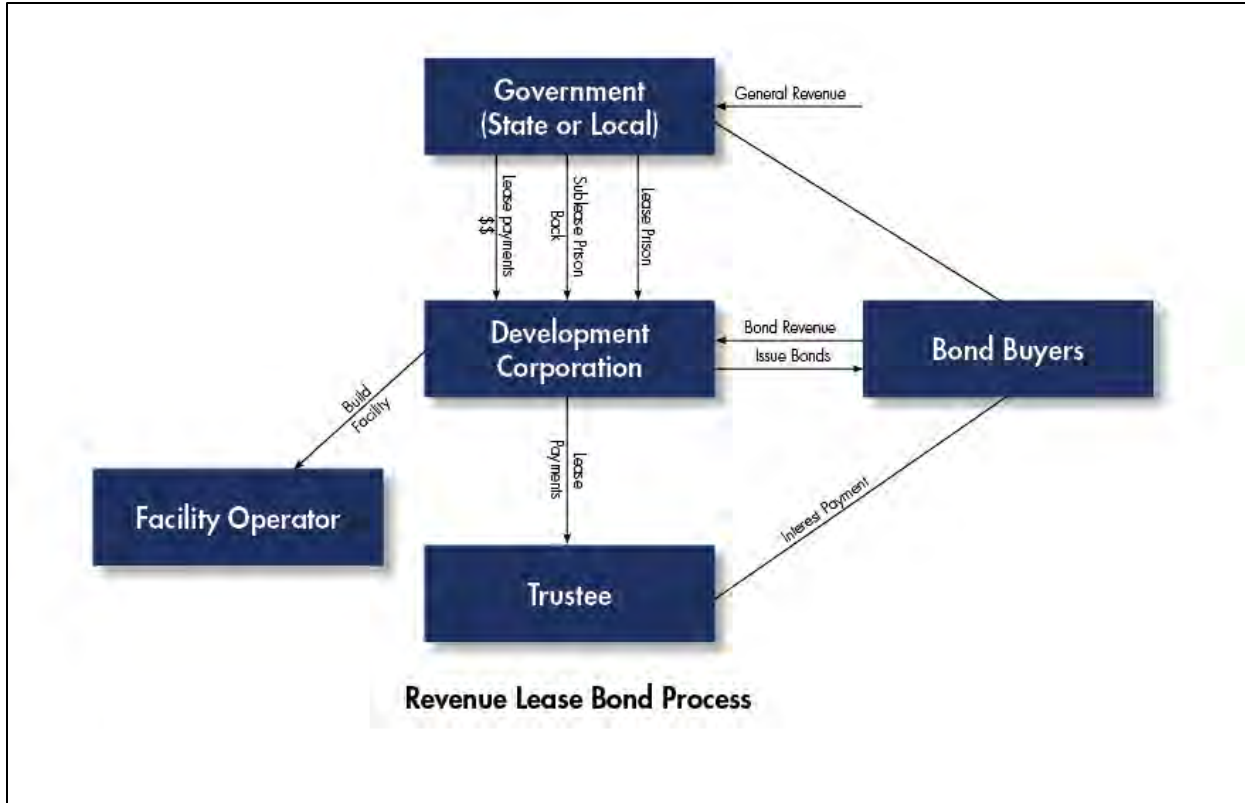 Government
(State or Local)
General Revenue
Lease payments
$$
Sublease Prison
Back
Lease Prison
Development
Corporation
Bond Revenue
Issue Bonds
Bond Buyers
Build
Facility
Lease
Payments
Facility Operator
Interest Payment
Trustee
Revenue Lease Bond Process